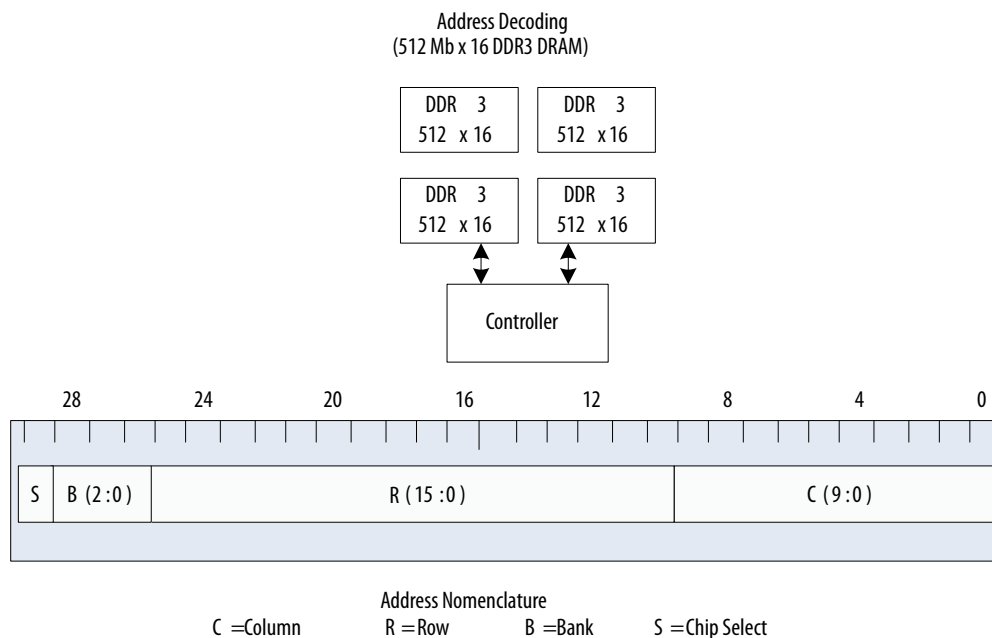 Address Decoding
(512 Mb x 16 DDR3 DRAM)
DDR 3
512 x 16
DDR 3
512 x 16
DDR 3
512 x 16
DDR 3
512 x 16
Controller
28 24 20 16 12 8 4 0
S B (2:0) R (15:0) C (9:0)
Address Nomenclature
C =Column R =Row B =Bank S =Chip Select